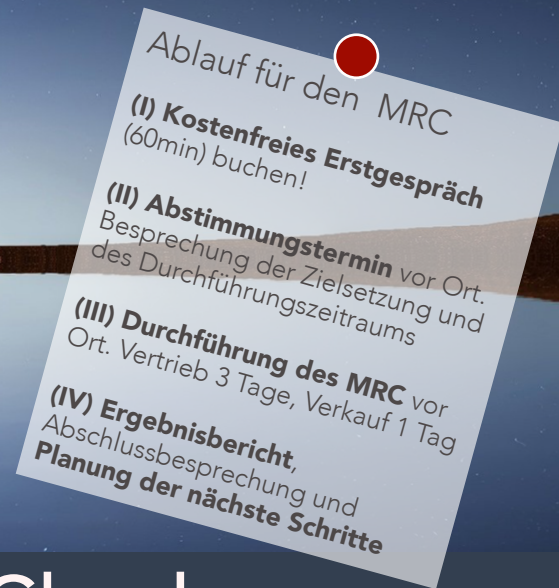 Ablauf für den MRC
(I) Kostenfreies Erstgespräch
(60min) buchen!
(II) Abstimmungstermin vor Ort.
Besprechung der Zielsetzung und
des Durchführungszeitraums
(III) Durchführung des MRC vor
Ort. Vertrieb 3 Tage, Verkauf 1 Tag
(IV) Ergebnisbericht,
Abschlussbesprechung und
Planung der nächste Schritte